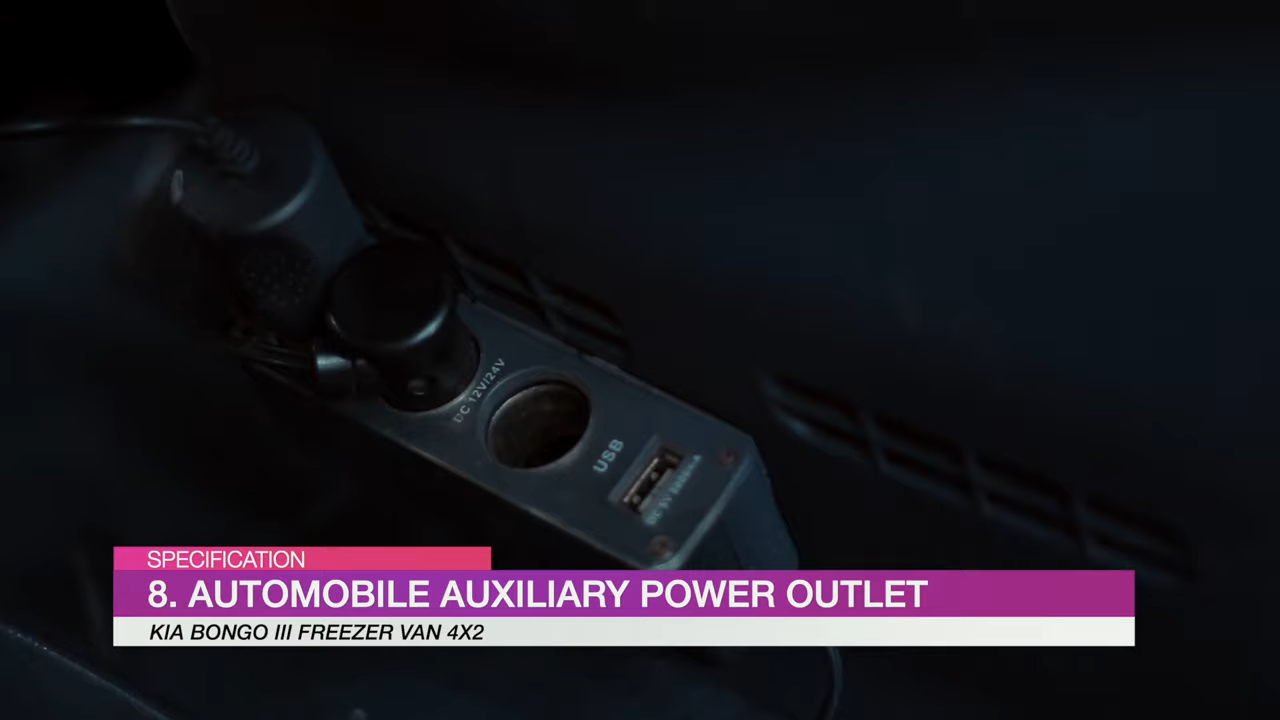 DC 12V/24V
USB
SPECIFICATION
8. AUTOMOBILE AUXILIARY POWER OUTLET
KIA BONGO III FREEZER VAN 4X2